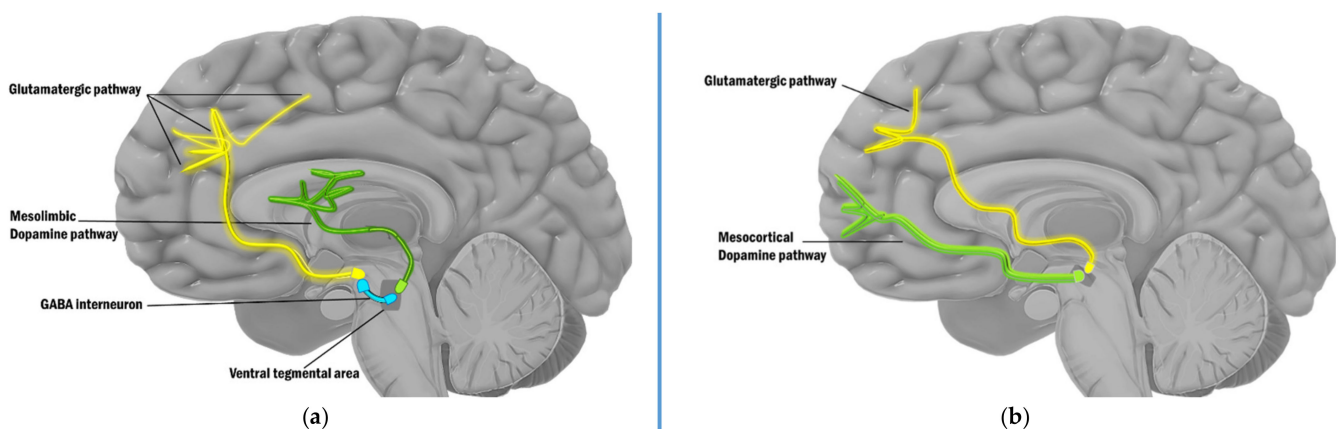 Glutamatergic pathway
Mesolimbic
Dopamine pathway
GABA interneuron
Ventral tegmental area
(a)
Glutamatergic pathway
Mesocortical
Dopamine pathway
(b)